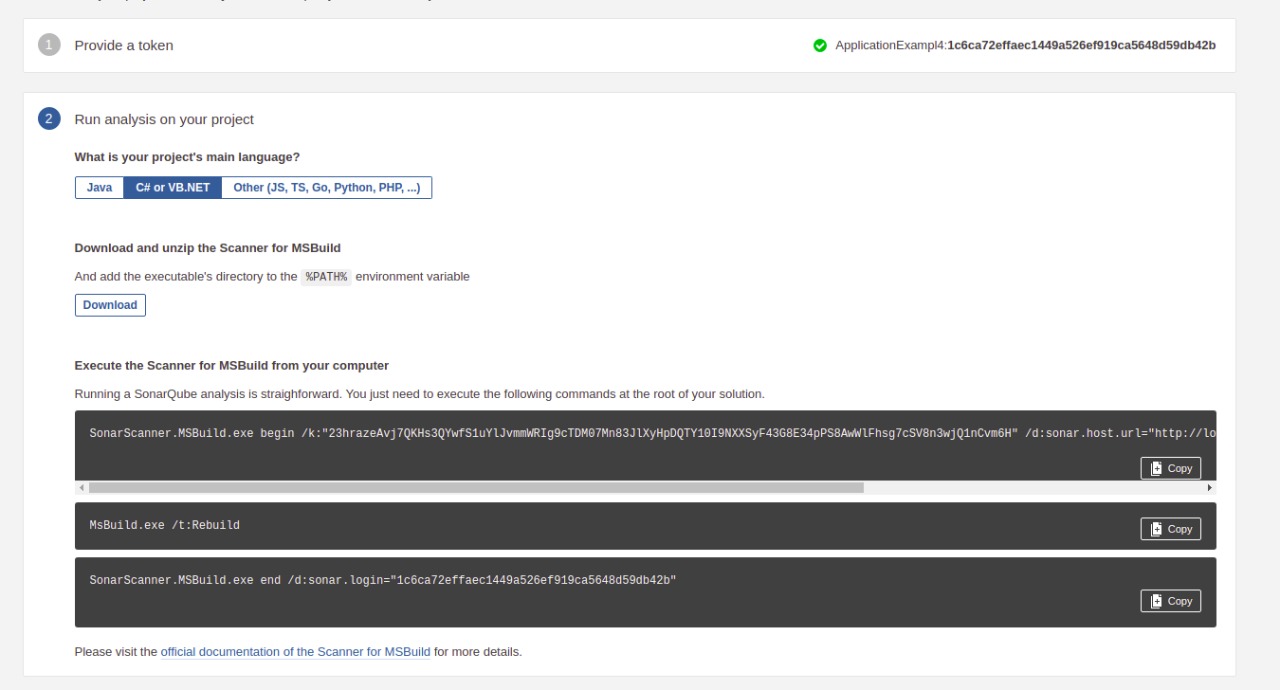 1 Provide a token
ApplicationExampl4:1c6ca72effaec1449a526ef919ca5648d59db42b
2 Run analysis on your project
What is your project's main language?
Java C# or VB.NET Other (JS, TS, Go, Python, PHP, ...)
Download and unzip the Scanner for MSBuild
And add the executable's directory to the %PATH% environment variable
Download
Execute the Scanner for MSBuild from your computer
Running a SonarQube analysis is straighforward. You just need to execute the following commands at the root of your solution.
SonarScanner.MSBuild.exe begin /k:"23hrazeAvj7QKHs3QYwfS1uYlJvmmWRIg9cTDM07Mn83JlXyHpDQTY10I9NXXSyF43G8E34pPS8AwWlFhsg7cSV8n3wjQ1nCvm6H" /d:sonar.host.url="http://lo
Copy
MsBuild.exe /t:Rebuild
Copy
SonarScanner.MSBuild.exe end /d:sonar.login="1c6ca72effaec1449a526ef919ca5648d59db42b"
Copy
Please visit the official documentation of the Scanner for MSBuild for more details.